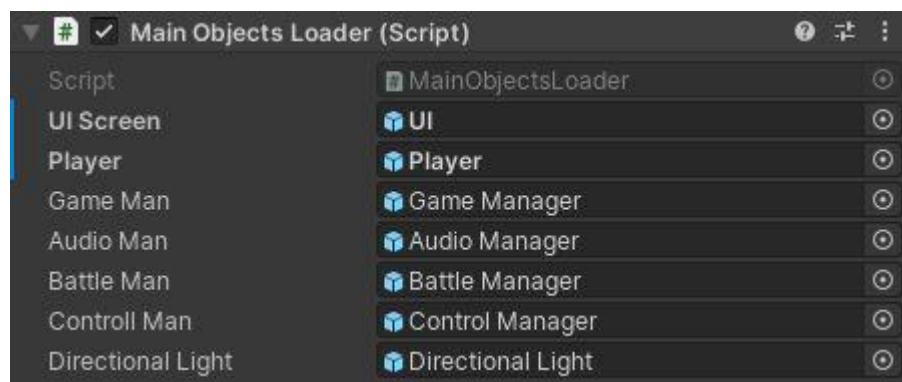 # Main Objects Loader (Script)
Script # MainObjectsLoader
UI Screen UI
Player Player
Game Man Game Manager
Audio Man Audio Manager
Battle Man Battle Manager
Controll Man Control Manager
Directional Light Directional Light